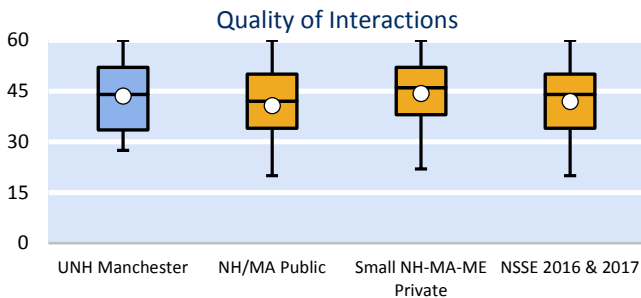 Quality of Interactions
60
45
30
15
0
UNH Manchester
NH/MA Public
Small NH-MA-ME
Private
NSSE 2016 & 2017